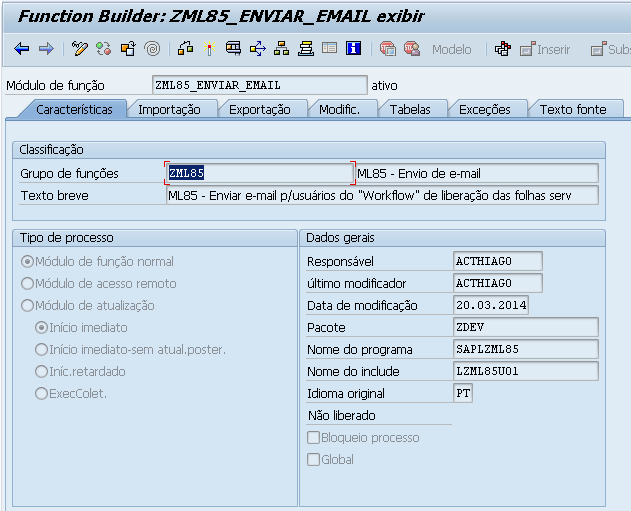 Function Builder: ZML85_ENVIAR_EMAIL exibir
Modelo Inserir
Módulo de função ZML85_ENVIAR_EMAIL ativo
Características Importação Exportação Modific. Tabelas Exceções Texto fonte
Classificação
Grupo de funções ZML85 ML85 - Envio de e-mail
Texto breve ML85 - Enviar e-mail p/usuários do "Workflow" de liberação das folhas serv
Tipo de processo
Módulo de função normal
Módulo de acesso remoto
Módulo de atualização
Início imediato
Início imediato-sem atual.poster.
Iníc.retardado
ExecColet.
Dados gerais
Responsável ACTHIAGO
último modificador ACTHIAGO
Data de modificação 20.03.2014
Pacote ZDEV
Nome do programa SAPLZML85
Nome do include LZML85U01
Idioma original PT
Não liberado
Bloqueio processo
Global